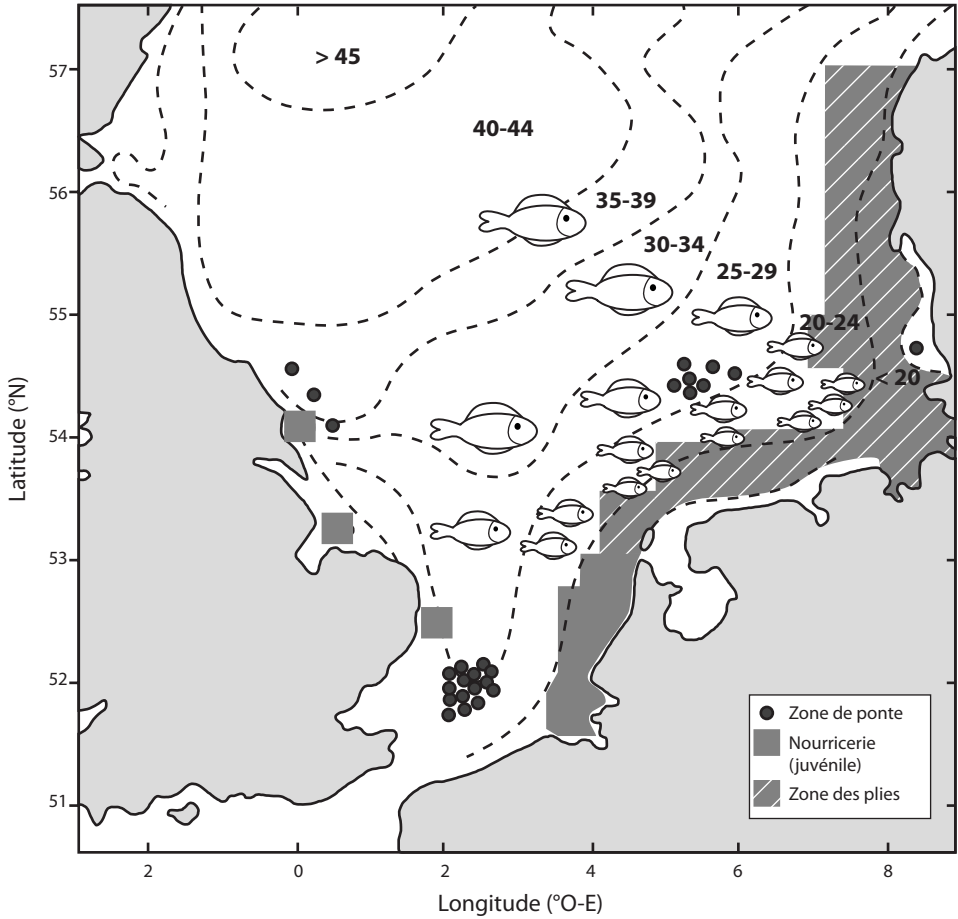 > 45
57
40-44
56
35-39
30-34
25-29
55
20-24
< 20
54
53
52
51
Latitude (°N)
Zone de ponte
Nourricerie
(juvénile)
Zone des plies
2 0 2 4 6 8
Longitude (°O-E)